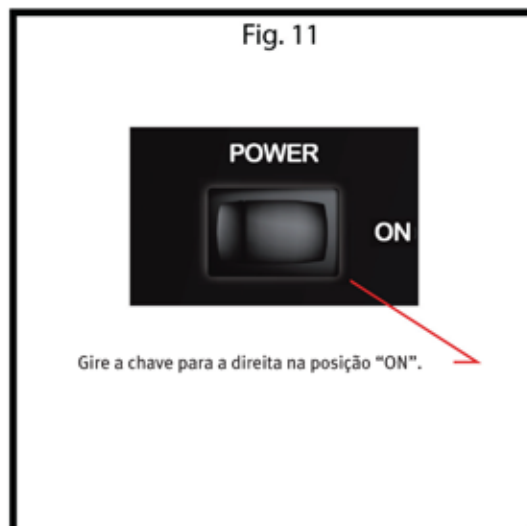 Fig. 11
POWER
ON
Gire a chave para a direita na posição “ON”.